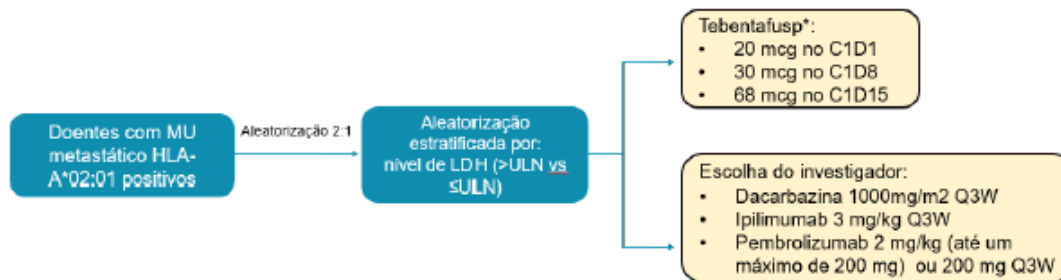 Doentes com MU
metastático HLA-
A*02:01 positivos
Aleatorização 2:1
Aleatorização
estratificada por:
nível de LDH (>ULN vs
≤ULN)
Tebentafusp*:
• 20 mcg no C1D1
• 30 mcg no C1D8
• 68 mcg no C1D15
Escolha do investigador:
• Dacarbazina 1000mg/m2 Q3W
• Ipilimumab 3 mg/kg Q3W
• Pembrolizumab 2 mg/kg (até um
máximo de 200 mg) ou 200 mg Q3W